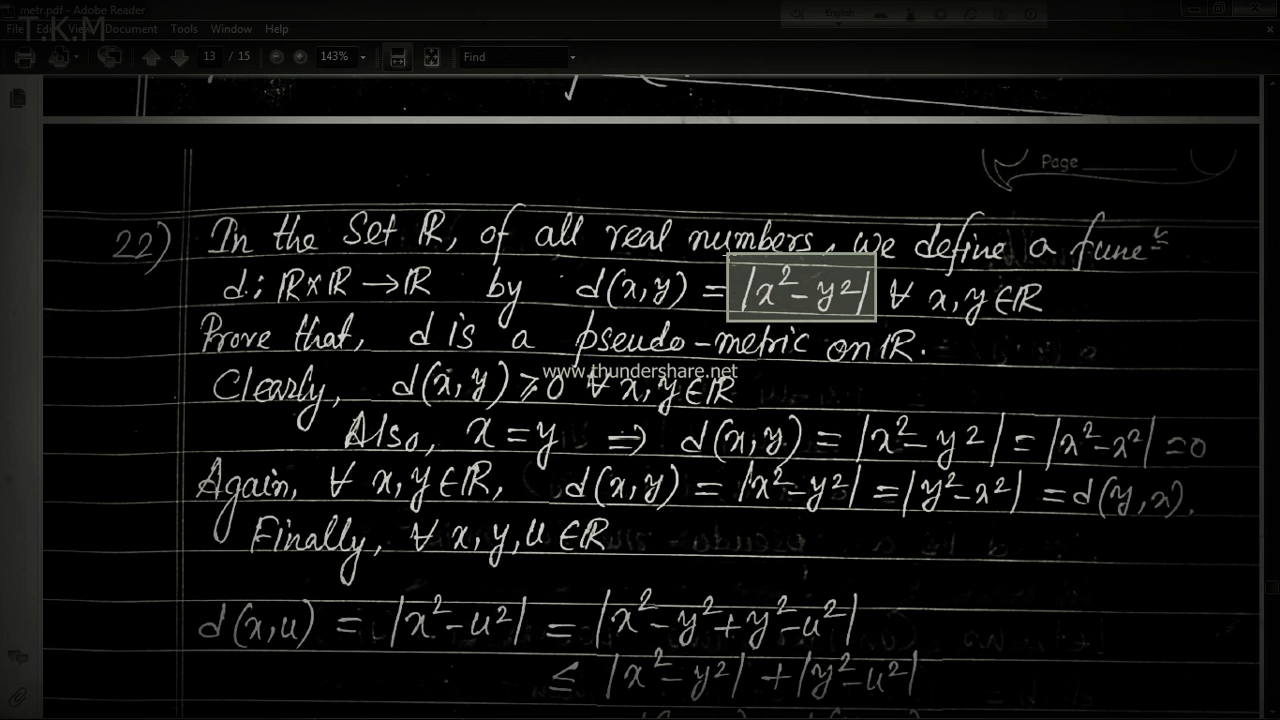 metr.pdf - Adobe Reader
English
T.K.M
File Edit View Document Tools Window Help
13 / 15 143% Find
Page
22) In the Set ℝ, of all real numbers, we define a funcⁿ
d : ℝ×ℝ → ℝ by d(x,y) = |x² - y²| ∀ x, y ∈ ℝ
Prove that, d is a pseudo-metric on ℝ.
www.thundershare.net
Clearly, d(x,y) ≥ 0 ∀ x, y ∈ ℝ
Also, x = y ⇒ d(x,y) = |x² - y²| = |x² - x²| = 0
Again, ∀ x, y ∈ ℝ, d(x,y) = |x² - y²| = |y² - x²| = d(y,x).
Finally, ∀ x, y, u ∈ ℝ
d(x,u) = |x² - u²| = |x² - y² + y² - u²|
≤ |x² - y²| + |y² - u²|